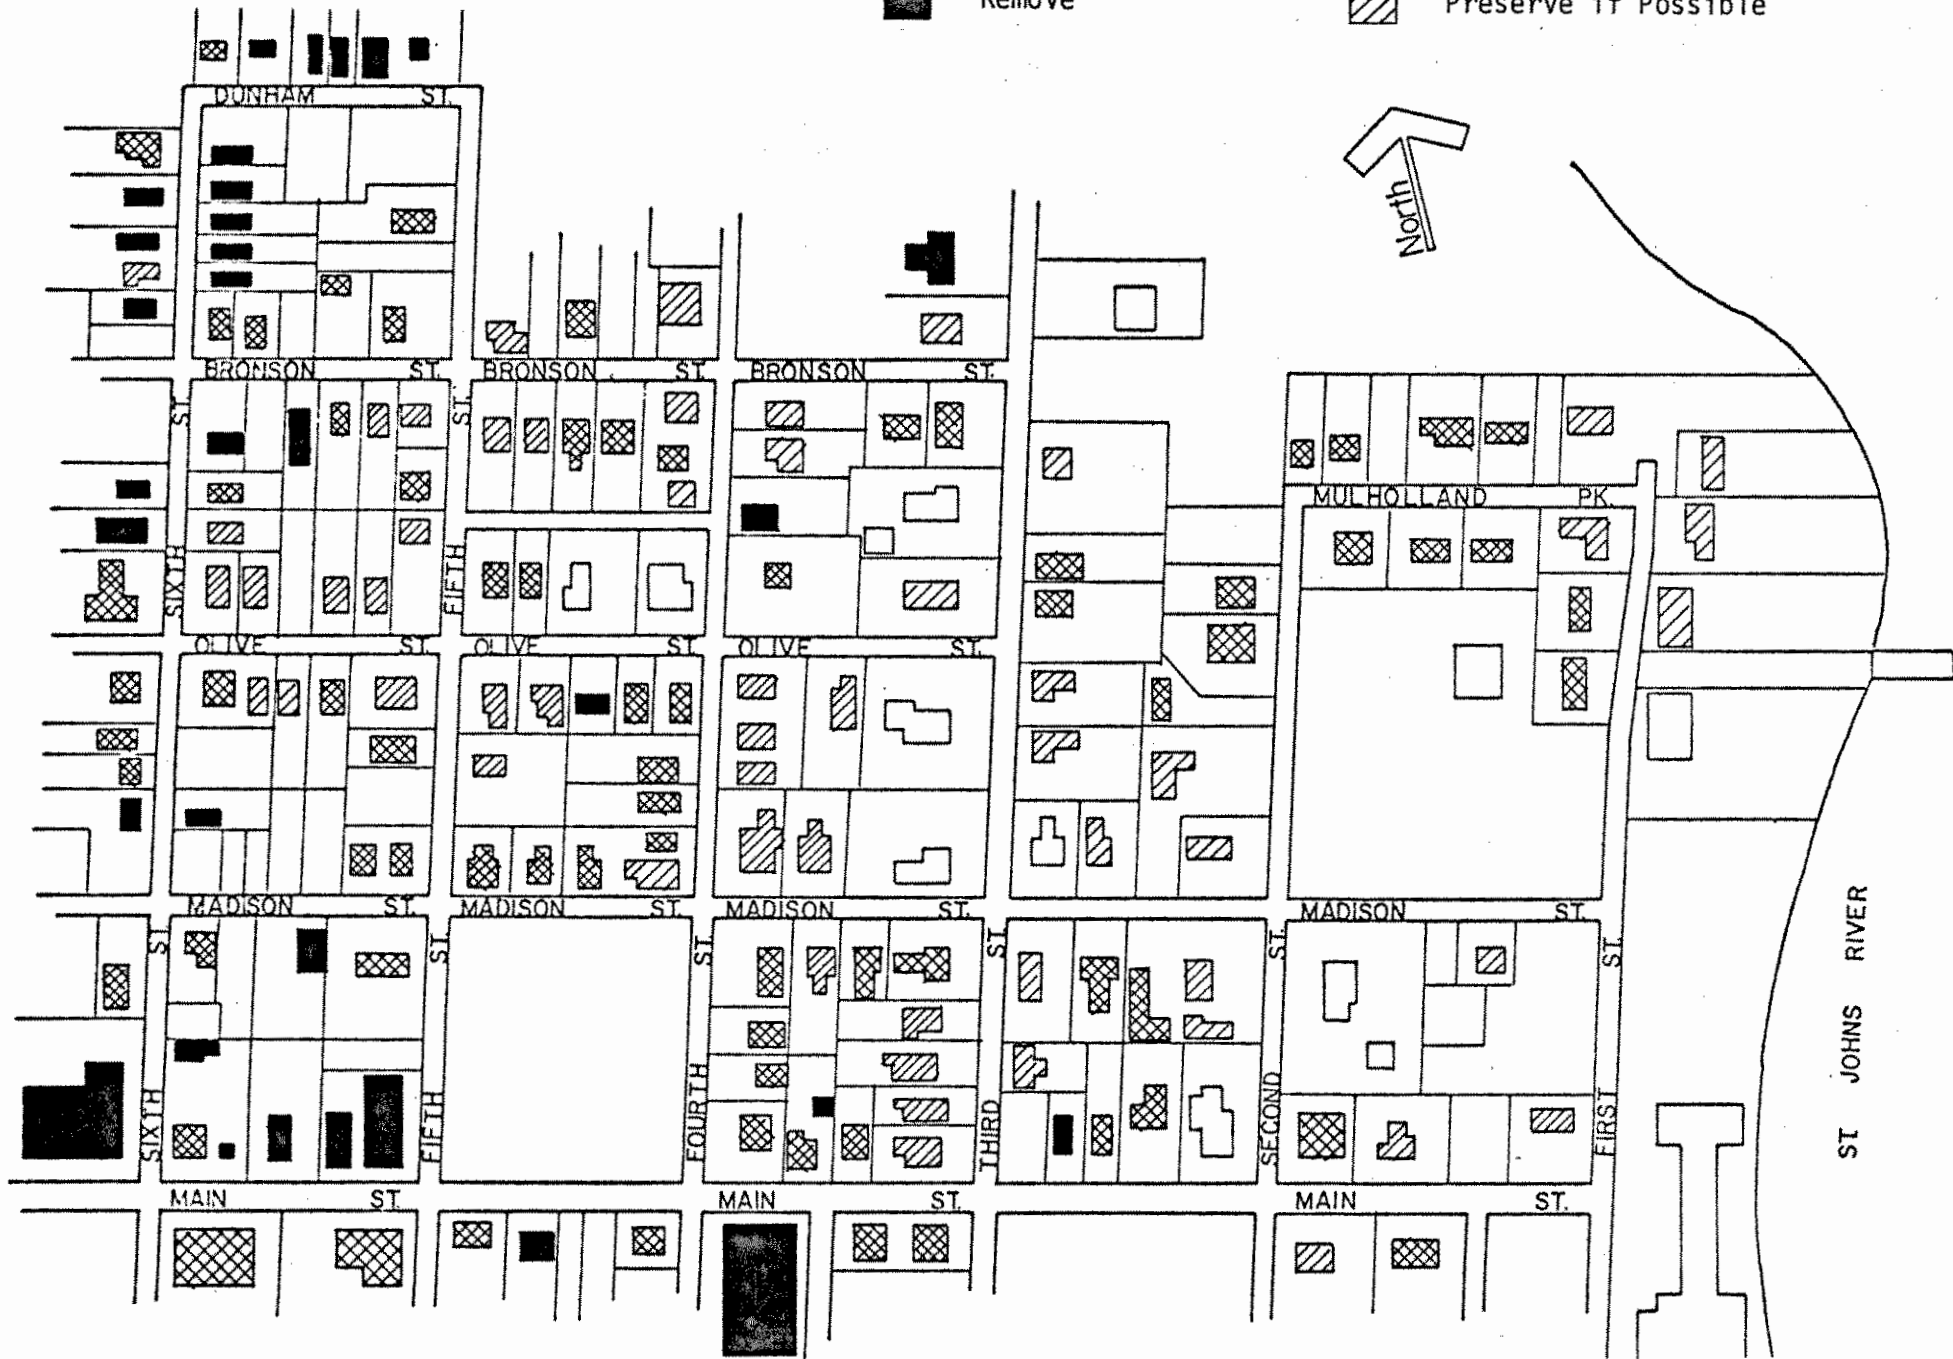 Remove
Preserve if Possible
DUNHAM ST.
North
BRONSON ST.
BRONSON ST.
BRONSON ST.
ST.
ST.
MULHOLLAND PK.
SIXTH
FIFTH
OLIVE ST.
OLIVE ST.
OLIVE ST.
MADISON ST.
MADISON ST.
MADISON ST.
MADISON ST.
ST.
ST.
ST.
ST.
ST.
ST.
ST JOHNS RIVER
SIXTH
FIFTH
FOURTH
THIRD
SECOND
FIRST
MAIN ST.
MAIN ST.
MAIN ST.